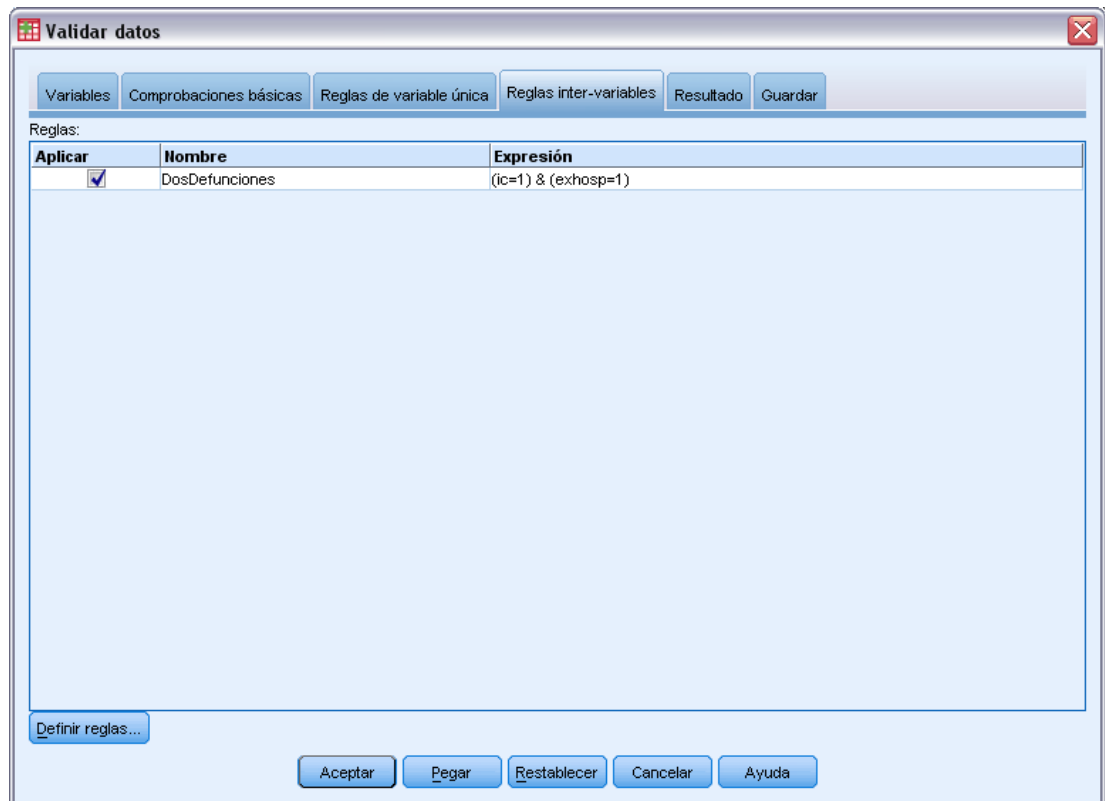 Validar datos
Variables Comprobaciones básicas Reglas de variable única Reglas inter-variables Resultado Guardar
Reglas:
Aplicar Nombre Expresión
DosDefunciones (ic=1) & (exhosp=1)
Definir reglas...
Aceptar Pegar Restablecer Cancelar Ayuda